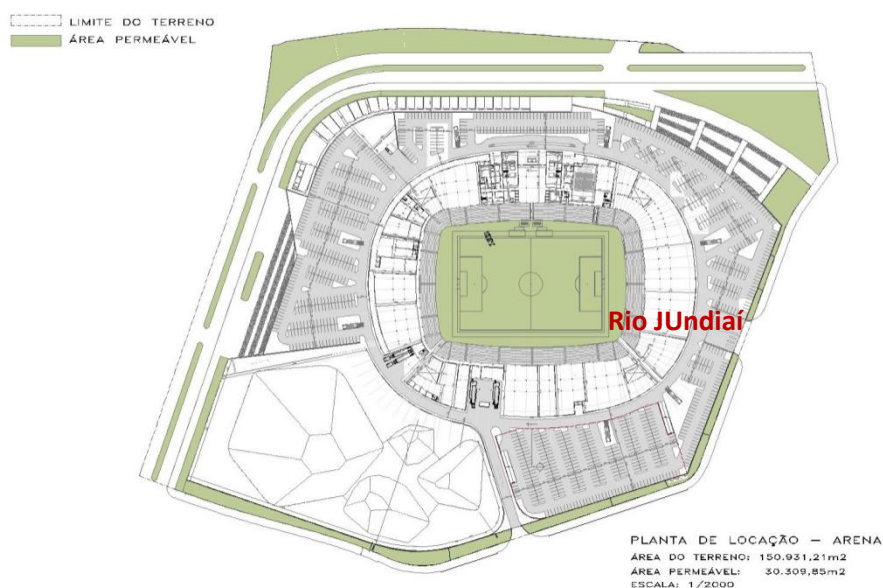 LIMITE DO TERRENO
ÁREA PERMEÁVEL
Rio JUndiaí
PLANTA DE LOCAÇÃO – ARENA
ÁREA DO TERRENO: 150.931,21m2
ÁREA PERMEÁVEL: 30.309,85m2
ESCALA: 1/2000